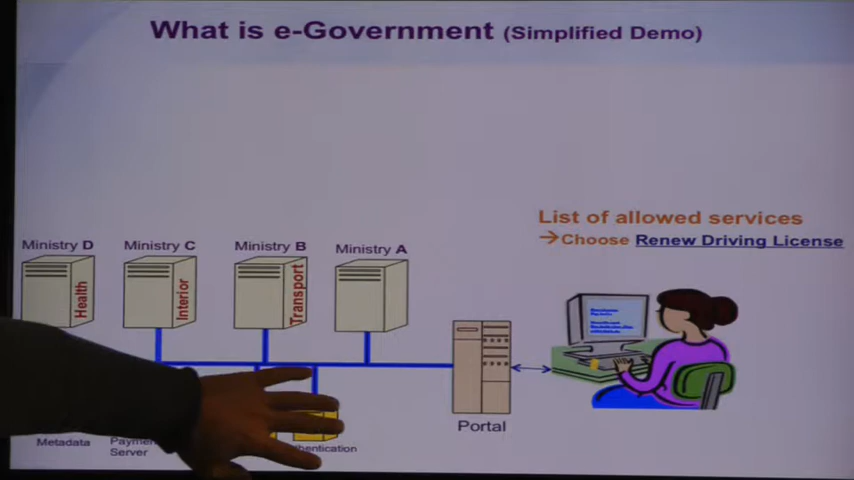 What is e-Government (Simplified Demo)
List of allowed services
→Choose Renew Driving License
Ministry D
Ministry C
Ministry B
Ministry A
Health
Interior
Transport
Portal
Metadata
Server